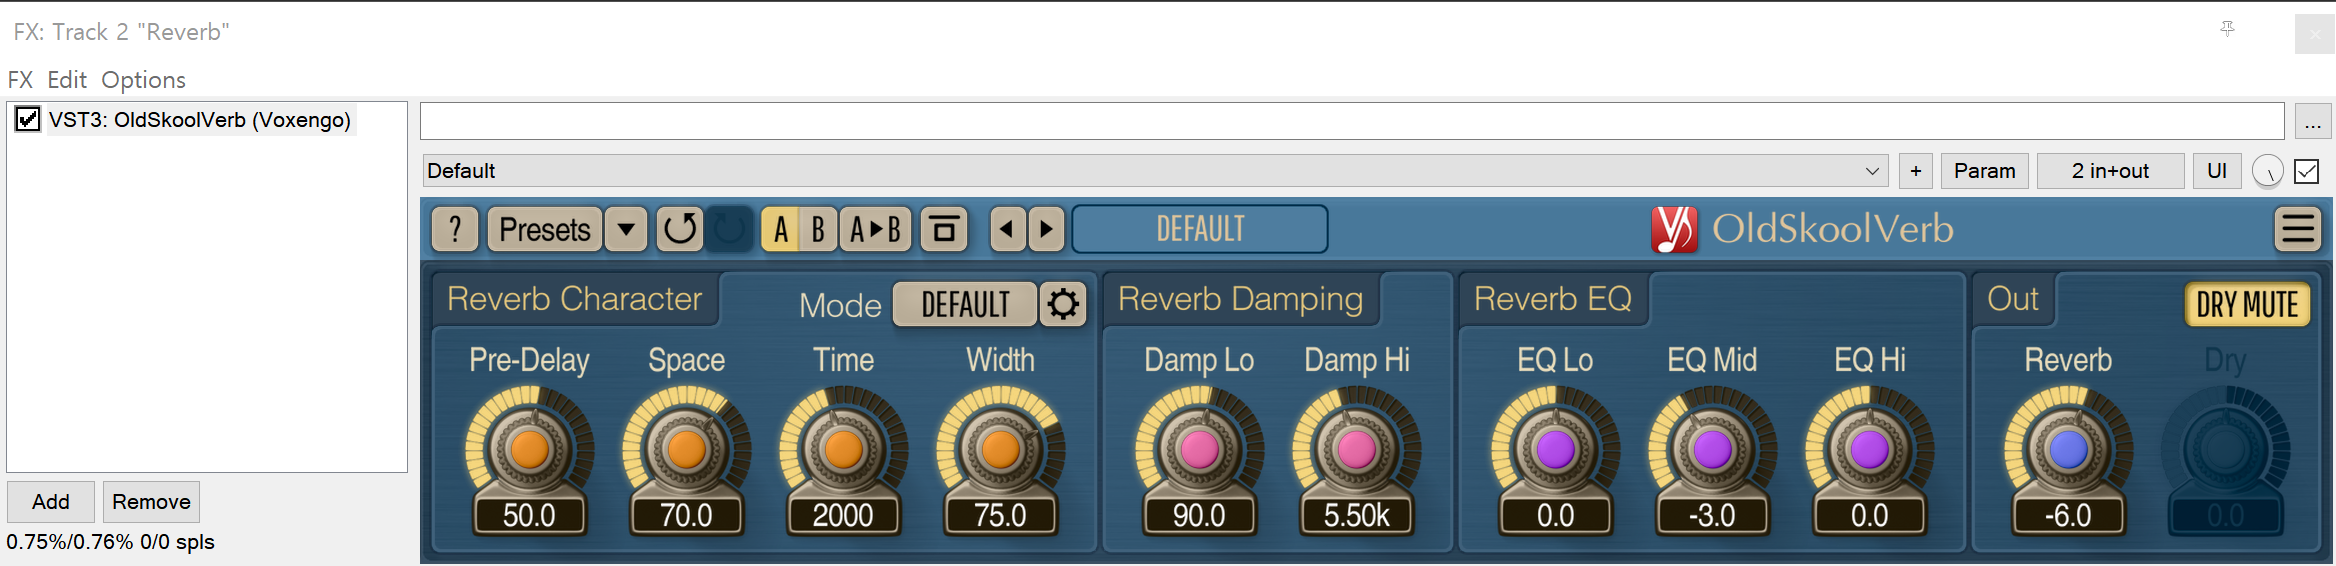 FX: Track 2 "Reverb"
FX Edit Options
VST3: OldSkoolVerb (Voxengo)
...
Default
+ Param 2 in+out UI
? Presets A B A▸B DEFAULT OldSkoolVerb
Reverb Character Mode DEFAULT Reverb Damping Reverb EQ Out DRY MUTE
Pre-Delay Space Time Width Damp Lo Damp Hi EQ Lo EQ Mid EQ Hi Reverb Dry
50.0 70.0 2000 75.0 90.0 5.50k 0.0 -3.0 0.0 -6.0 0.0
Add Remove
0.75%/0.76% 0/0 spls